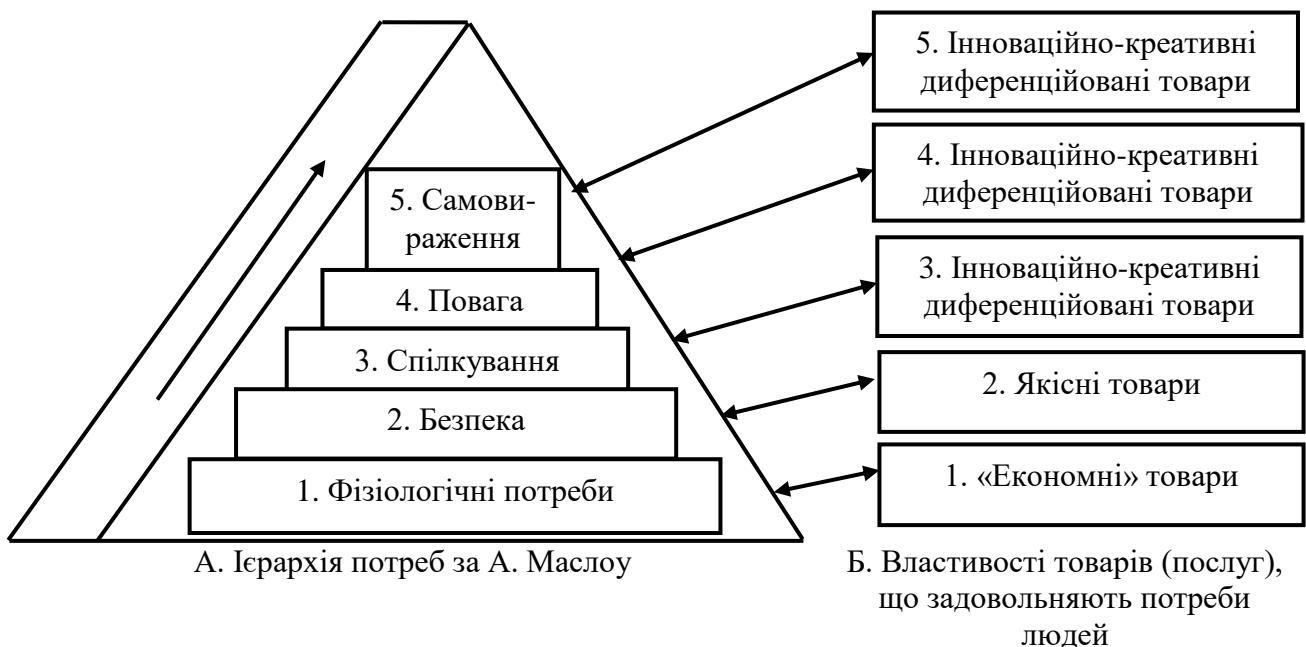 5. Самови-
раження
4. Повага
3. Спілкування
2. Безпека
1. Фізіологічні потреби
А. Ієрархія потреб за А. Маслоу
5. Інноваційно-креативні
диференційовані товари
4. Інноваційно-креативні
диференційовані товари
3. Інноваційно-креативні
диференційовані товари
2. Якісні товари
1. «Економні» товари
Б. Властивості товарів (послуг),
що задовольняють потреби
людей